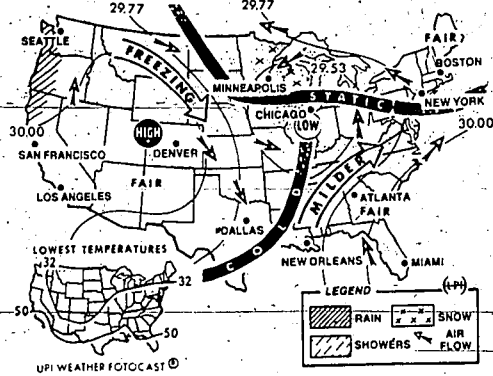 29.77
29.77
SEATTLE
FAIR
FREEZING
BOSTON
MINNEAPOLIS
29.53
STATIC
NEW YORK
CHICAGO
LOW
30.00
HIGH
30.00
DENVER
SAN FRANCISCO
FAIR
MILDER
LOS ANGELES
ATLANTA
FAIR
COLD
DALLAS
LOWEST TEMPERATURES
NEW ORLEANS
MIAMI
32
32
LEGEND
UPI
50
RAIN
SNOW
AIR
FLOW
SHOWERS
50
UPI WEATHER FOTOCAST ®